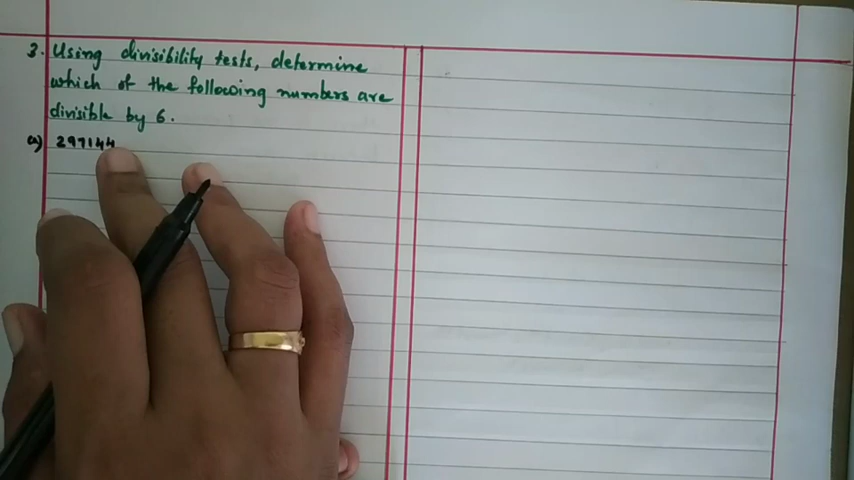 3. Using divisibility tests, determine
which of the following numbers are
divisible by 6.
a) 297144